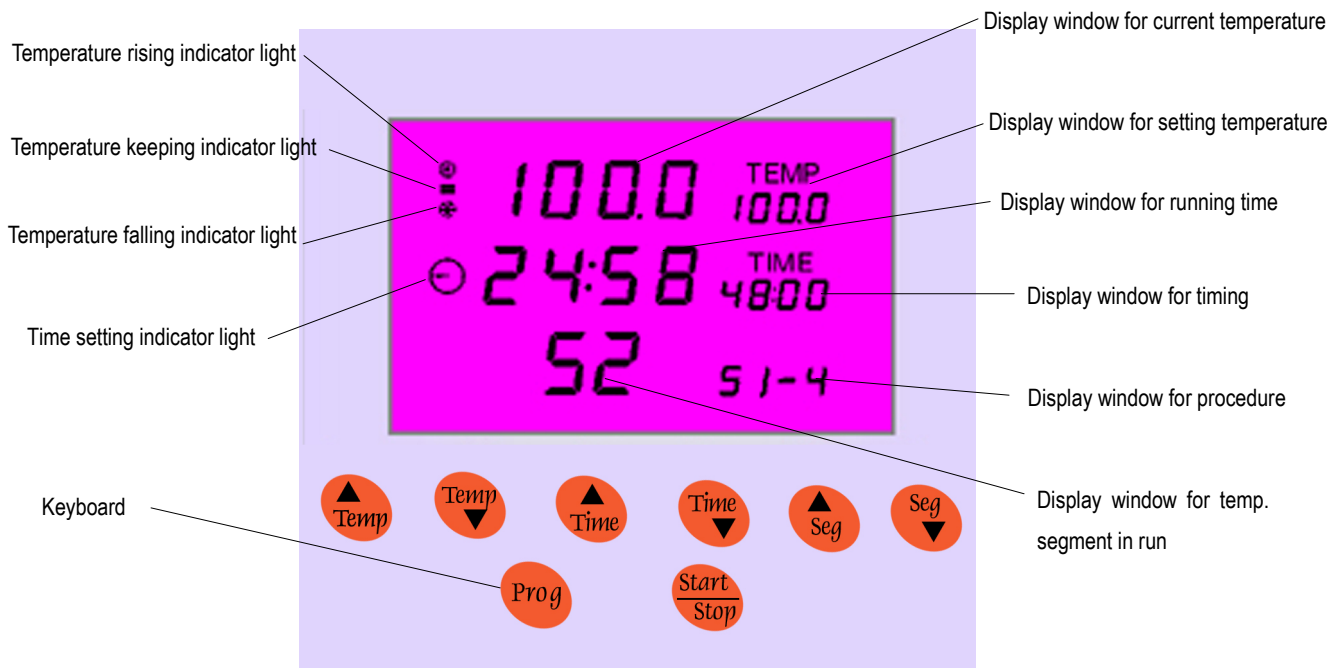 Display window for current temperature
Temperature rising indicator light
Display window for setting temperature
Temperature keeping indicator light
100.0
TEMP
100.0
Display window for running time
Temperature falling indicator light
24:58
TIME
48:00
Display window for timing
Time setting indicator light
S2
S1-4
Display window for procedure
Keyboard
Temp
Temp
Time
Time
Seg
Seg
Display window for temp.
segment in run
Prog
Start
Stop